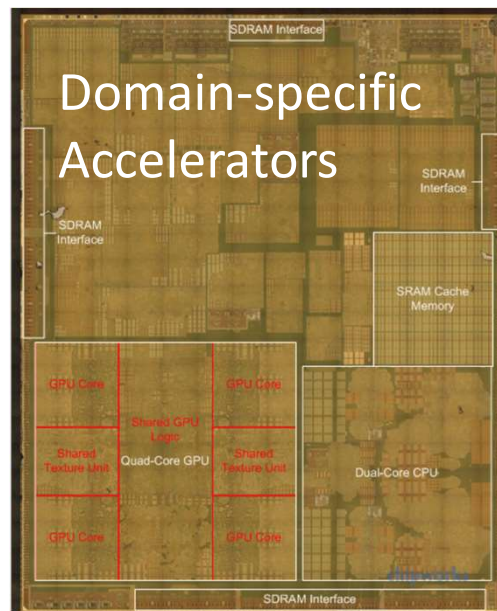 SDRAM Interface
Domain-specific
Accelerators
SDRAM
Interface
SDRAM
Interface
SRAM Cache
Memory
GPU Core
GPU Core
Shared GPU
Logic
Shared
Texture Unit
Quad-Core GPU
Shared
Texture Unit
Dual-Core CPU
GPU Core
GPU Core
chipworks
SDRAM Interface